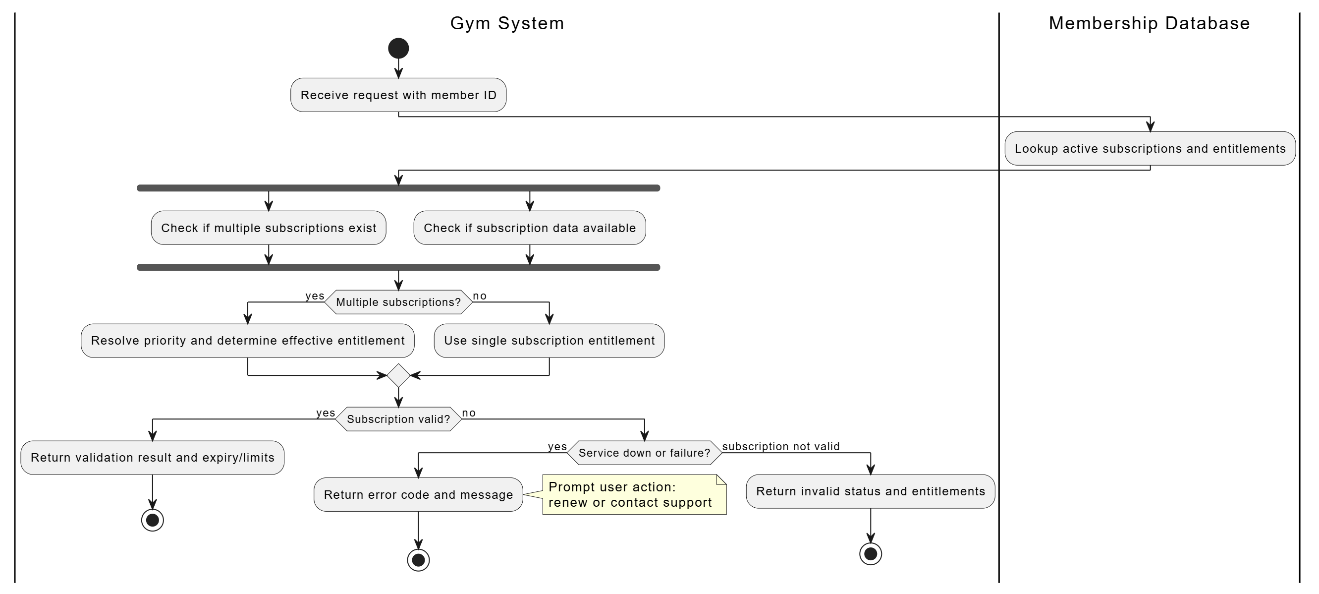 Gym System
Membership Database
Receive request with member ID
Lookup active subscriptions and entitlements
Check if multiple subscriptions exist
Check if subscription data available
yes
Multiple subscriptions?
no
Resolve priority and determine effective entitlement
Use single subscription entitlement
yes
Subscription valid?
no
Return validation result and expiry/limits
yes
Service down or failure?
subscription not valid
Return error code and message
Prompt user action:
renew or contact support
Return invalid status and entitlements